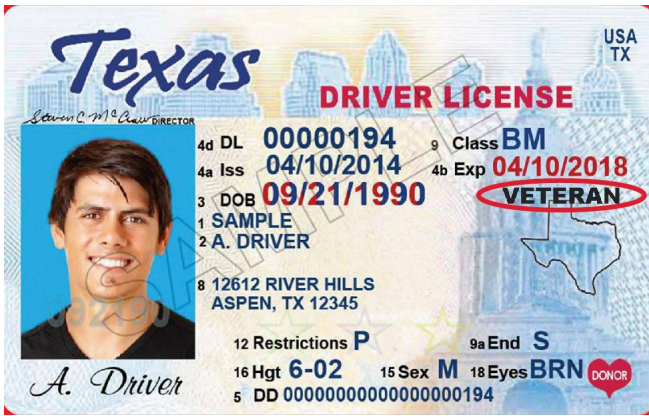 Texas
USA
TX
DRIVER LICENSE
Steven C. McCraw DIRECTOR
4d DL 00000194 9 Class BM
4a Iss 04/10/2014 4b Exp 04/10/2018
3 DOB 09/21/1990 VETERAN
1 SAMPLE
2 A. DRIVER
8 12612 RIVER HILLS
ASPEN, TX 12345
SAMPLE
092190
12 Restrictions P 9a End S
16 Hgt 6-02 15 Sex M 18 Eyes BRN DONOR
5 DD 00000000000000000194
A. Driver